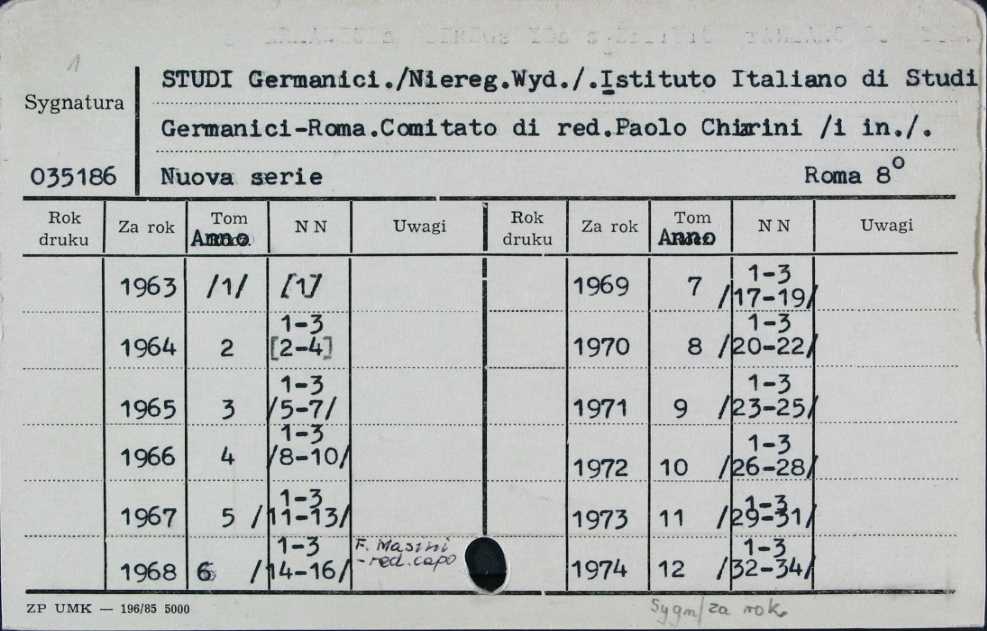 1
STUDI Germanici./Niereg.Wyd./.Istituto Italiano di Studi
Sygnatura
Germanici-Roma.Comitato di red.Paolo Chiarini /i in./.
035186 Nuova serie Roma 8º
Rok druku Za rok Tom Anno NN Uwagi Rok druku Za rok Tom Anno NN Uwagi
1963 /1/ [1] 1969 7 1-3 /17-19/
1964 2 1-3 [2-4] 1970 8 1-3 /20-22/
1965 3 1-3 /5-7/ 1971 9 1-3 /23-25/
1966 4 1-3 /8-10/ 1972 10 1-3 /26-28/
1967 5 1-3 /11-13/ 1973 11 1-3 /29-31/
1968 6 1-3 /14-16/ F. Masini - red. capo 1974 12 1-3 /32-34/
ZP UMK — 196/85 5000 Sygn/za rok